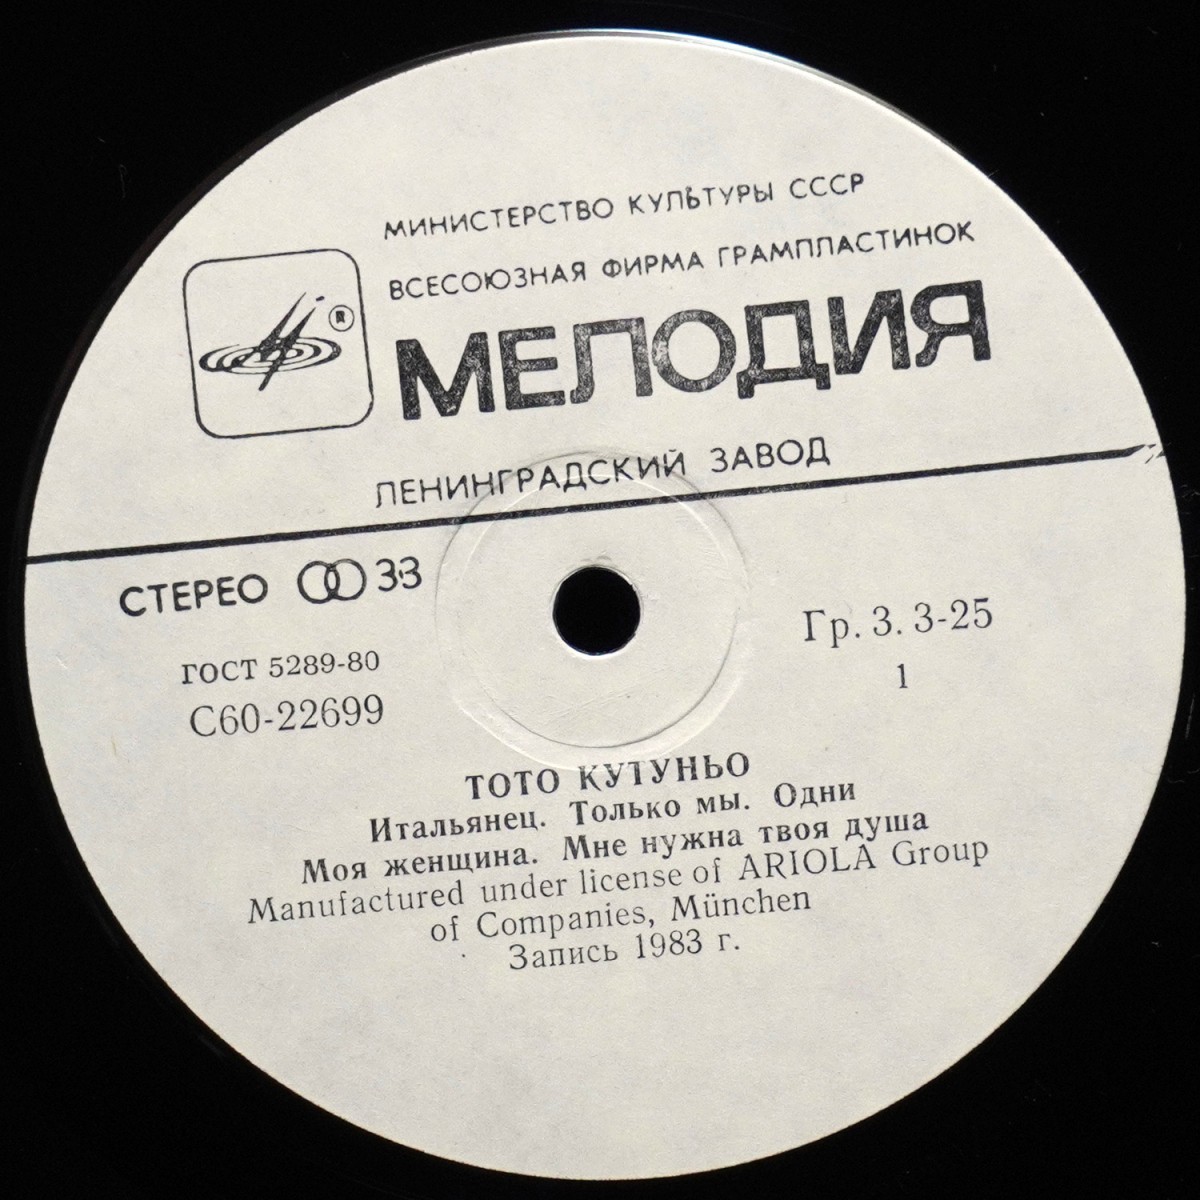 МИНИСТЕРСТВО КУЛЬТУРЫ СССР
ВСЕСОЮЗНАЯ ФИРМА ГРАМПЛАСТИНОК
®
МЕЛОДИЯ
ЛЕНИНГРАДСКИЙ ЗАВОД
СТЕРЕО 33
Гр. 3. 3-25
ГОСТ 5289-80
1
С60-22699
ТОТО КУТУНЬО
Итальянец. Только мы. Одни
Моя женщина. Мне нужна твоя душа
Manufactured under license of ARIOLA Group
of Companies, München
Запись 1983 г.